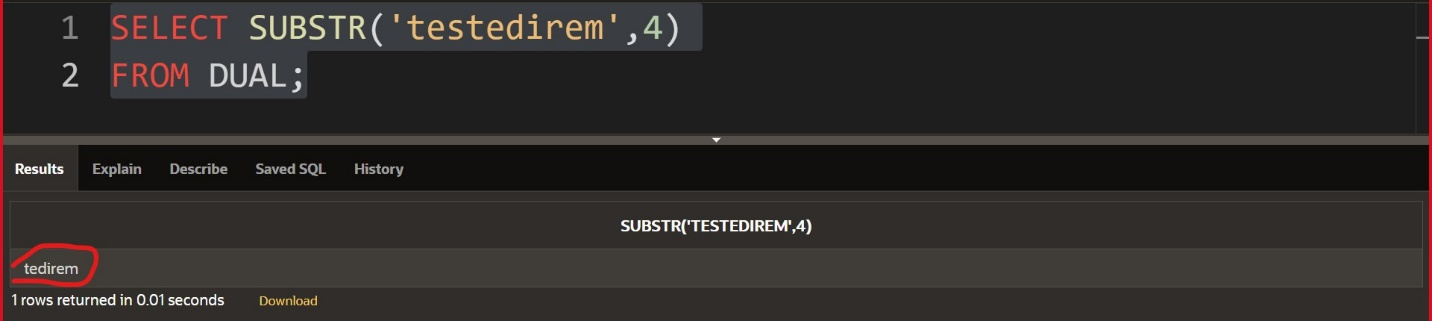 1 SELECT SUBSTR('testedirem',4)
2 FROM DUAL;
Results Explain Describe Saved SQL History
SUBSTR('TESTEDIREM',4)
tedirem
1 rows returned in 0.01 seconds Download